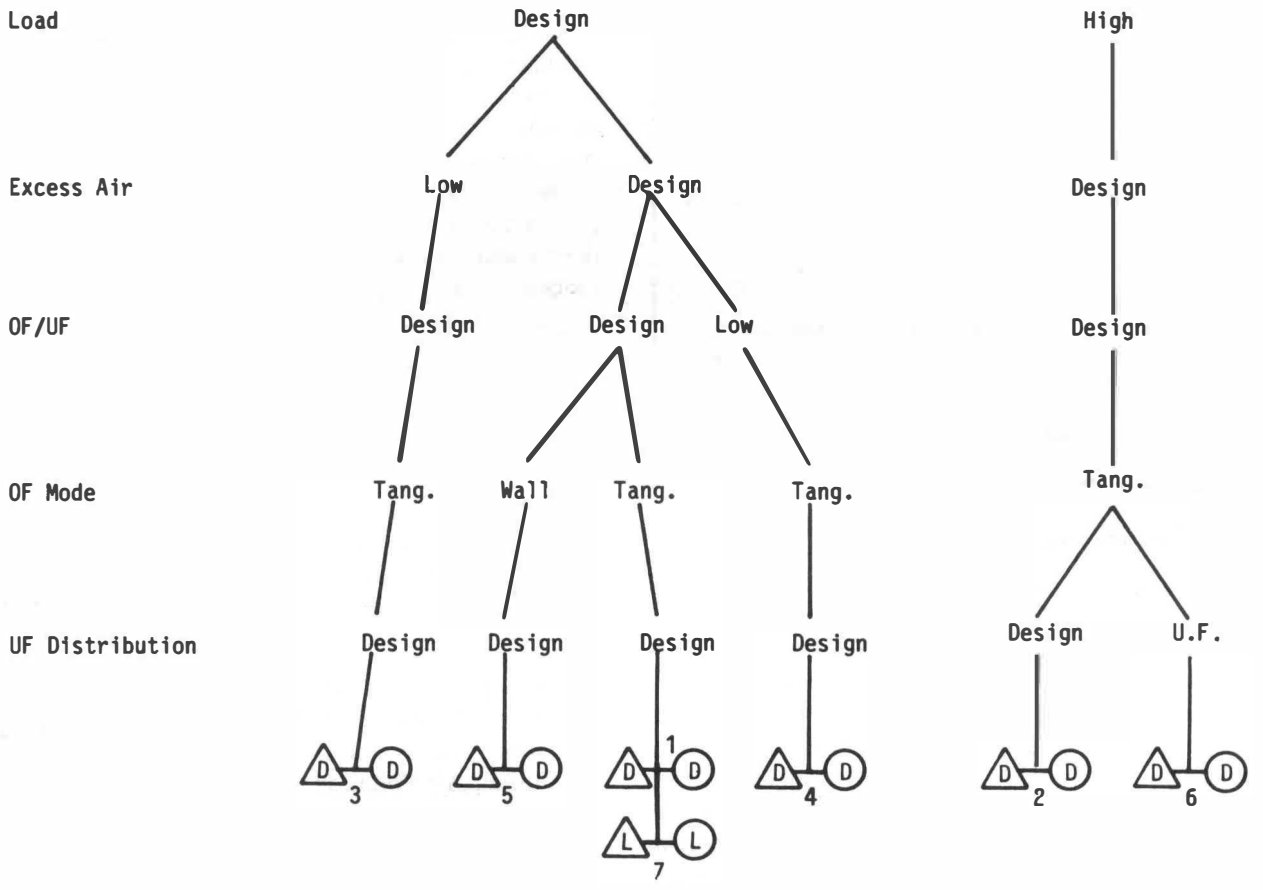 Load Design High
Excess Air Low Design Design
OF/UF Design Design Low Design
OF Mode Tang. Wall Tang. Tang. Tang.
UF Distribution Design Design Design Design Design U.F.
1
D D D D D D D D D D D D
3 5 4 2 6
L L
7